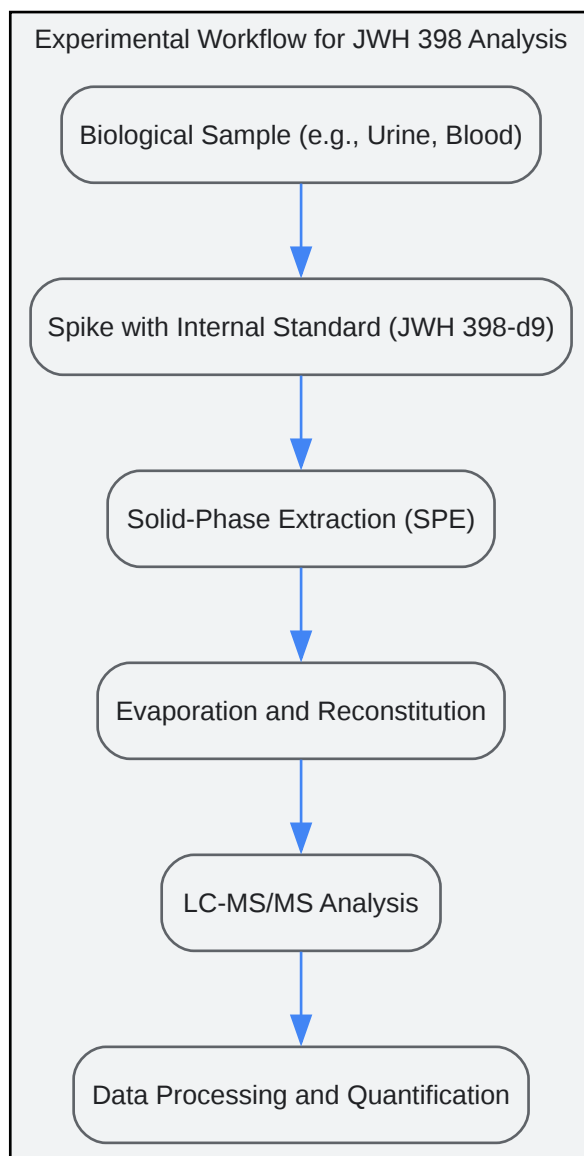 Experimental Workflow for JWH 398 Analysis
Biological Sample (e.g., Urine, Blood)
Spike with Internal Standard (JWH 398-d9)
Solid-Phase Extraction (SPE)
Evaporation and Reconstitution
LC-MS/MS Analysis
Data Processing and Quantification